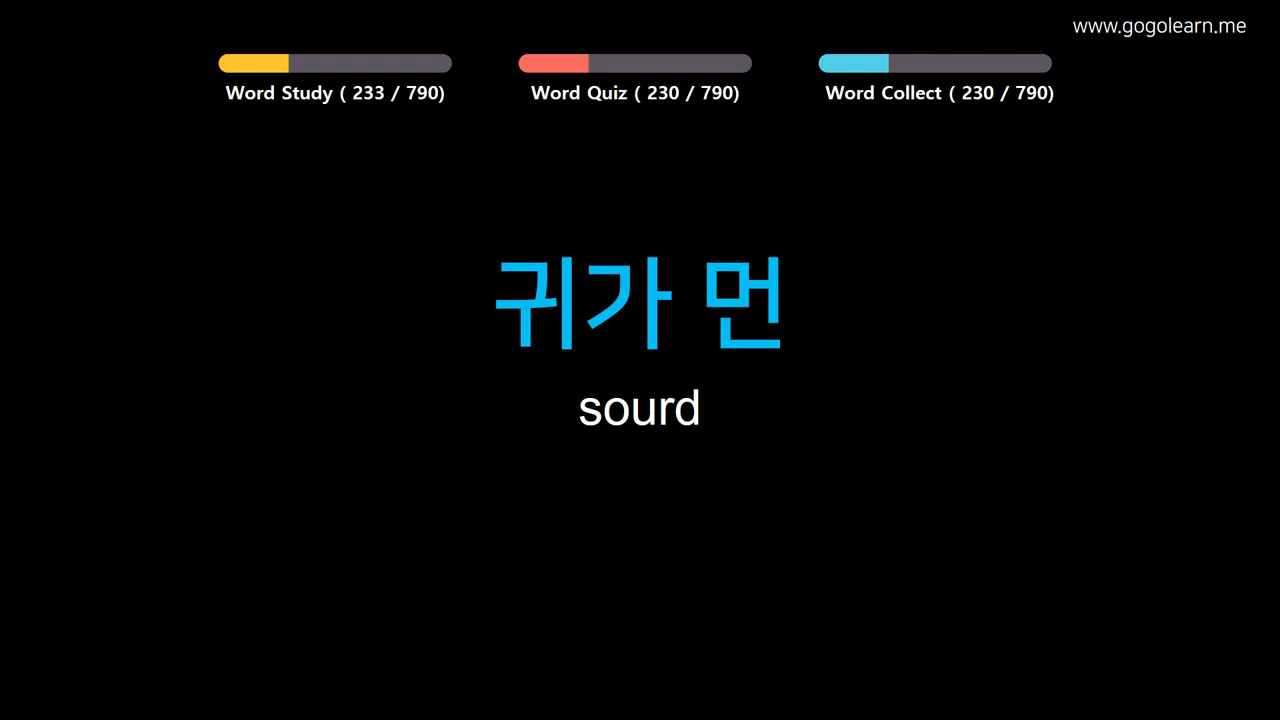 www.gogolearn.me
Word Study ( 233 / 790)
Word Quiz ( 230 / 790)
Word Collect ( 230 / 790)
귀가 먼
sourd